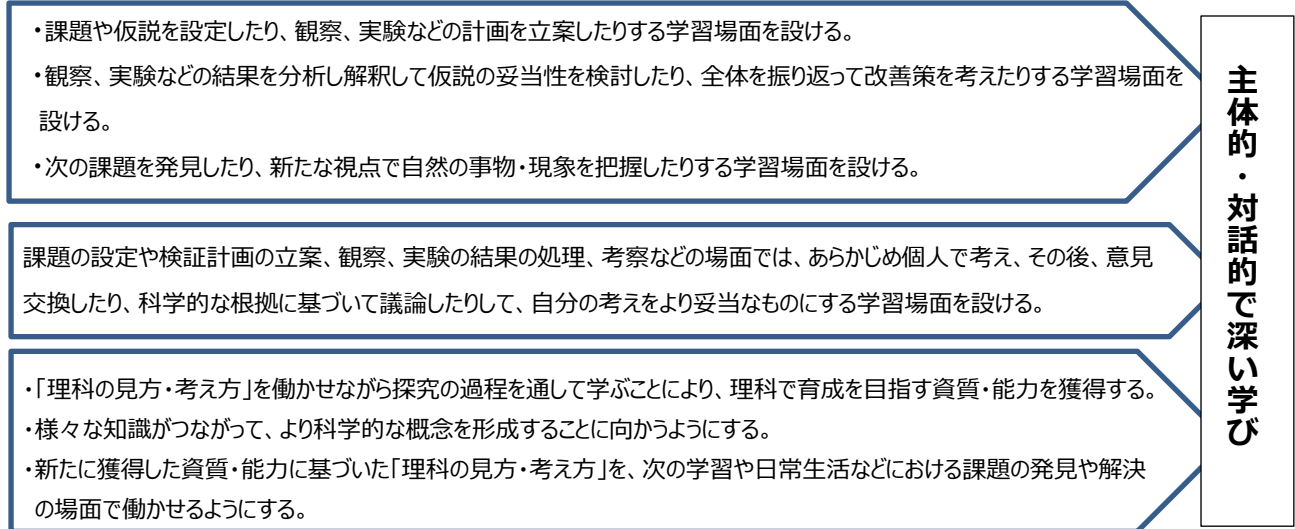 ・課題や仮説を設定したり、観察、実験などの計画を立案したりする学習場面を設ける。
・観察、実験などの結果を分析し解釈して仮説の妥当性を検討したり、全体を振り返って改善策を考えたりする学習場面を
設ける。
・次の課題を発見したり、新たな視点で自然の事物・現象を把握したりする学習場面を設ける。
課題の設定や検証計画の立案、観察、実験の結果の処理、考察などの場面では、あらかじめ個人で考え、その後、意見
交換したり、科学的な根拠に基づいて議論したりして、自分の考えをより妥当なものにする学習場面を設ける。
・「理科の見方・考え方」を働かせながら探究の過程を通して学ぶことにより、理科で育成を目指す資質・能力を獲得する。
・様々な知識がつながって、より科学的な概念を形成することに向かうようにする。
・新たに獲得した資質・能力に基づいた「理科の見方・考え方」を、次の学習や日常生活などにおける課題の発見や解決
の場面で働かせるようにする。
主体的・対話的で深い学び